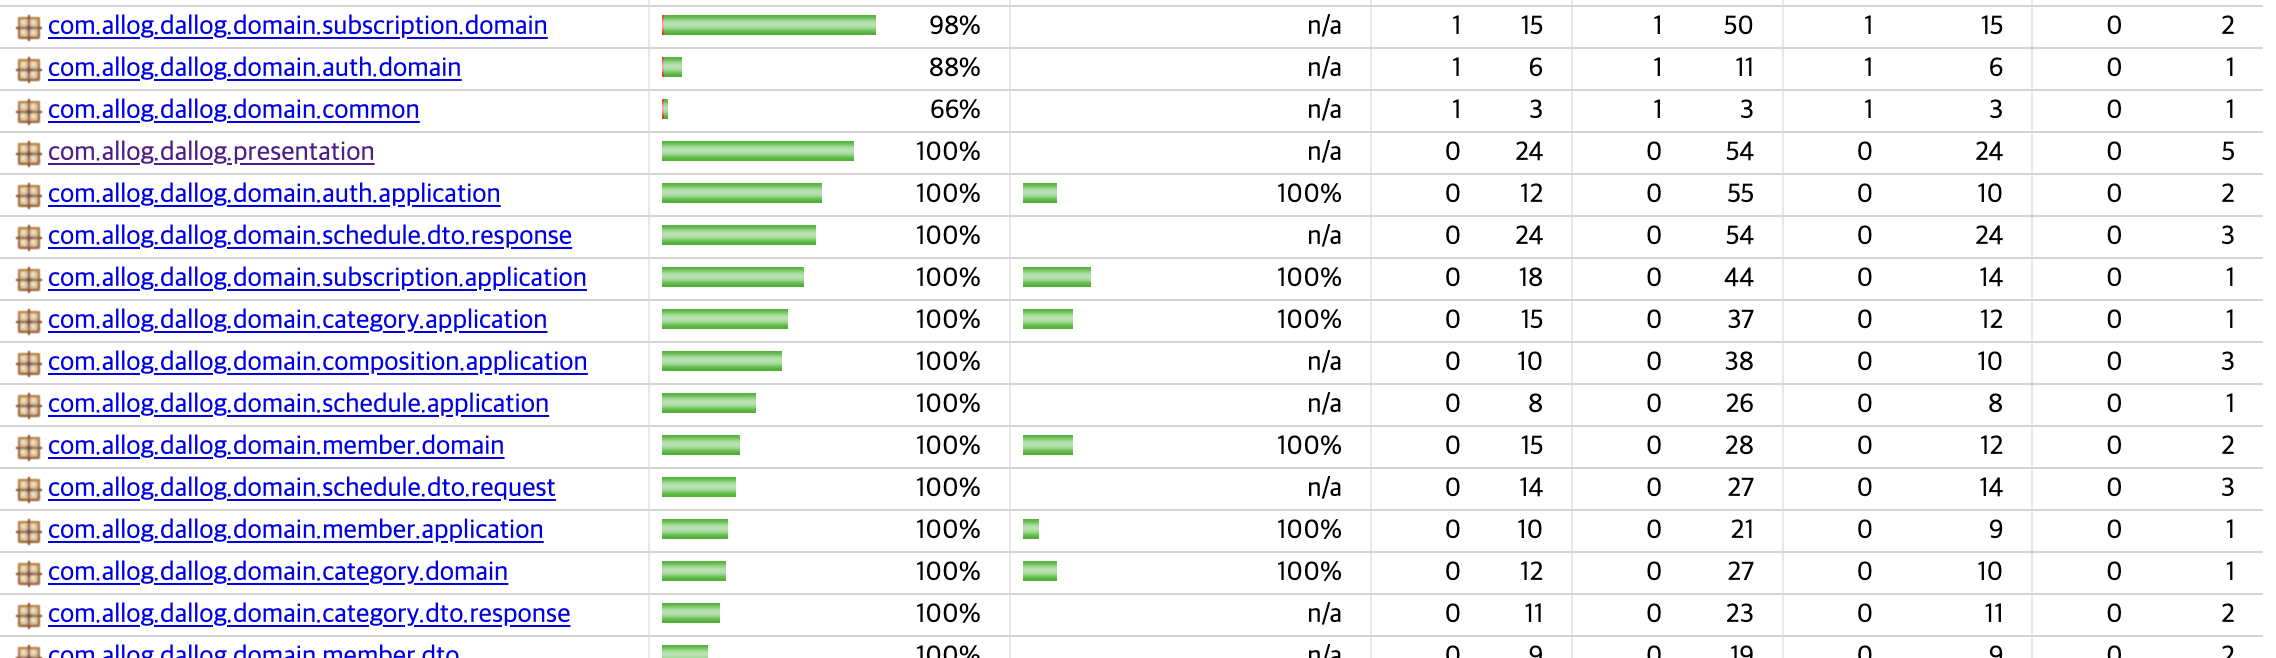 com.allog.dallog.domain.subscription.domain 98% n/a 1 15 1 50 1 15 0 2
com.allog.dallog.domain.auth.domain 88% n/a 1 6 1 11 1 6 0 1
com.allog.dallog.domain.common 66% n/a 1 3 1 3 1 3 0 1
com.allog.dallog.presentation 100% n/a 0 24 0 54 0 24 0 5
com.allog.dallog.domain.auth.application 100% 100% 0 12 0 55 0 10 0 2
com.allog.dallog.domain.schedule.dto.response 100% n/a 0 24 0 54 0 24 0 3
com.allog.dallog.domain.subscription.application 100% 100% 0 18 0 44 0 14 0 1
com.allog.dallog.domain.category.application 100% 100% 0 15 0 37 0 12 0 1
com.allog.dallog.domain.composition.application 100% n/a 0 10 0 38 0 10 0 3
com.allog.dallog.domain.schedule.application 100% n/a 0 8 0 26 0 8 0 1
com.allog.dallog.domain.member.domain 100% 100% 0 15 0 28 0 12 0 2
com.allog.dallog.domain.schedule.dto.request 100% n/a 0 14 0 27 0 14 0 3
com.allog.dallog.domain.member.application 100% 100% 0 10 0 21 0 9 0 1
com.allog.dallog.domain.category.domain 100% 100% 0 12 0 27 0 10 0 1
com.allog.dallog.domain.category.dto.response 100% n/a 0 11 0 23 0 11 0 2
com.allog.dallog.domain.member.dto 100% n/a 0 9 0 19 0 9 0 2